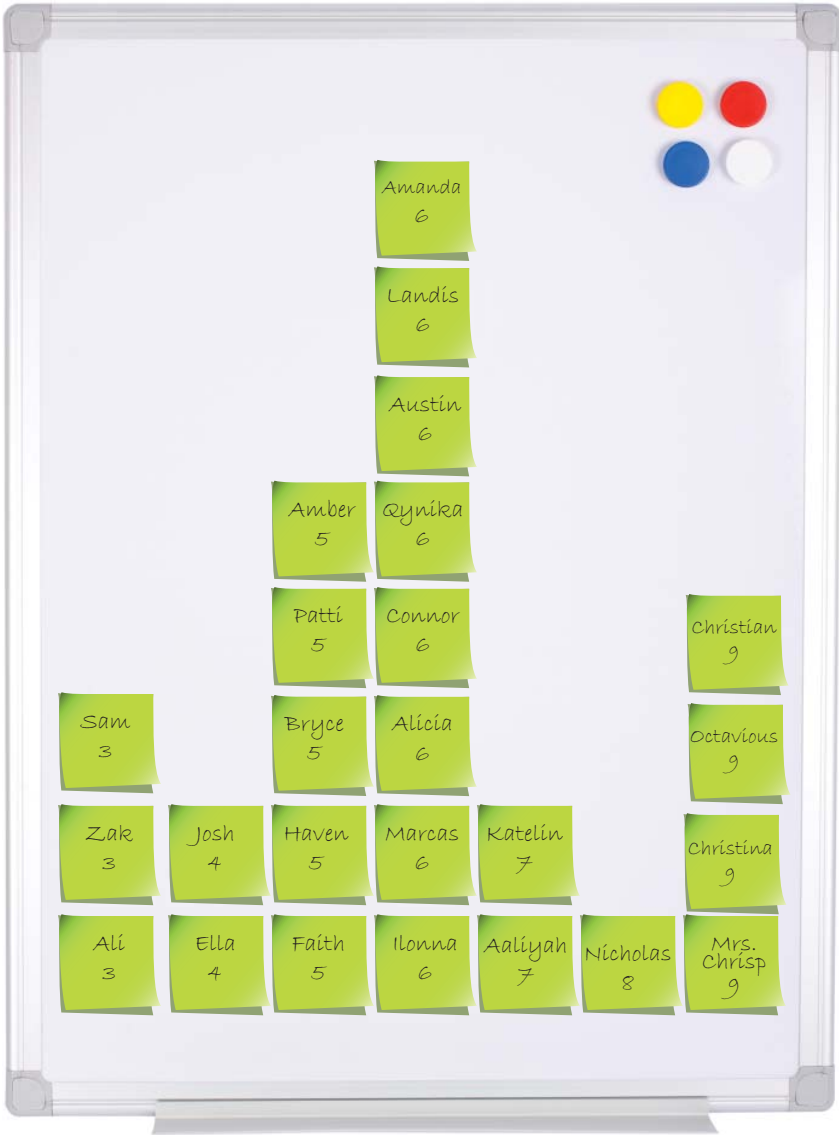 Amanda
6
Landis
6
Austin
6
Amber
5
Qynika
6
Patti
5
Connor
6
Christian
9
Sam
3
Bryce
5
Alicia
6
Octavious
9
Zak
3
Josh
4
Haven
5
Marcas
6
Katelin
7
Christina
9
Ali
3
Ella
4
Faith
5
Ilonna
6
Aaliyah
7
Nicholas
8
Mrs.
Chrisp
9